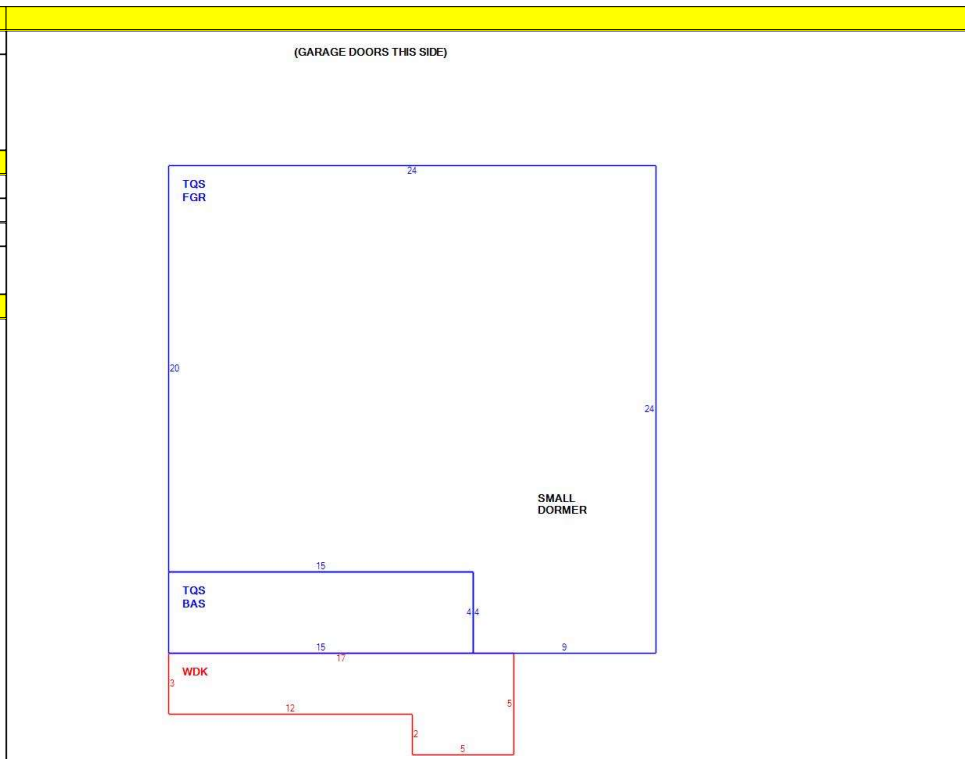 (GARAGE DOORS THIS SIDE)
24
TQS
FGR
20
24
SMALL
DORMER
15
TQS
BAS
4 4
15
9
17
WDK
3
5
12
2
5